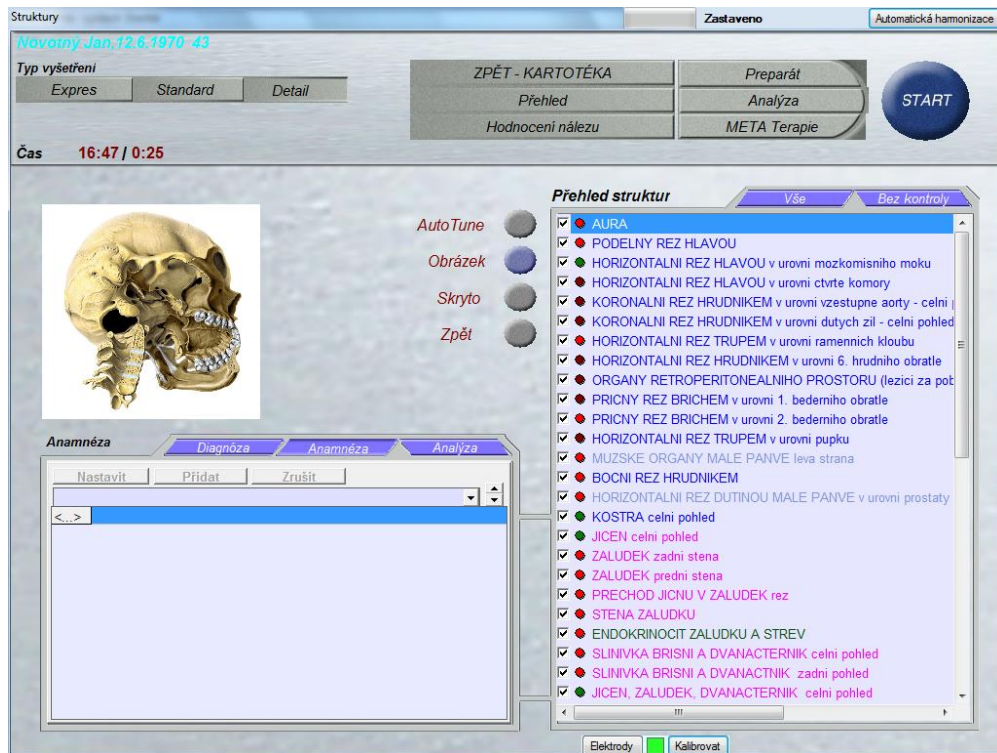 Struktury
Zastaveno
Automatická harmonizace
Novotný Jan,12.6.1970 43
Typ vyšetření
Expres Standard Detail
ZPĚT - KARTOTÉKA Preparát
Přehled Analýza
Hodnocení nálezu META Terapie
START
Čas 16:47 / 0:25
AutoTune
Obrázek
Skryto
Zpět
Anamnéza
Diagnóza Anamnéza Analýza
Nastavit Přidat Zrušit
<...>
Přehled struktur Vše Bez kontroly
AURA
PODELNY REZ HLAVOU
HORIZONTALNI REZ HLAVOU v urovni mozkomisniho moku
HORIZONTALNI REZ HLAVOU v urovni ctvrte komory
KORONALNI REZ HRUDNIKEM v urovni vzestupne aorty - celni
KORONALNI REZ HRUDNIKEM v urovni dutych zil - celni pohled
HORIZONTALNI REZ TRUPEM v urovni ramennich kloubu
HORIZONTALNI REZ HRUDNIKEM v urovni 6. hrudniho obratle
ORGANY RETROPERITONEALNIHO PROSTORU (lezici za pob
PRICNY REZ BRICHEM v urovni 1. bederniho obratle
PRICNY REZ BRICHEM v urovni 2. bederniho obratle
HORIZONTALNI REZ TRUPEM v urovni pupku
MUZSKE ORGANY MALE PANVE leva strana
BOCNI REZ HRUDNIKEM
HORIZONTALNI REZ DUTINOU MALE PANVE v urovni prostaty
KOSTRA celni pohled
JICEN celni pohled
ZALUDEK zadni stena
ZALUDEK predni stena
PRECHOD JICNU V ZALUDEK rez
STENA ZALUDKU
ENDOKRINOCIT ZALUDKU A STREV
SLINIVKA BRISNI A DVANACTERNIK celni pohled
SLINIVKA BRISNI A DVANACTNIK zadni pohled
JICEN, ZALUDEK, DVANACTERNIK celni pohled
Elektrody Kalibrovat